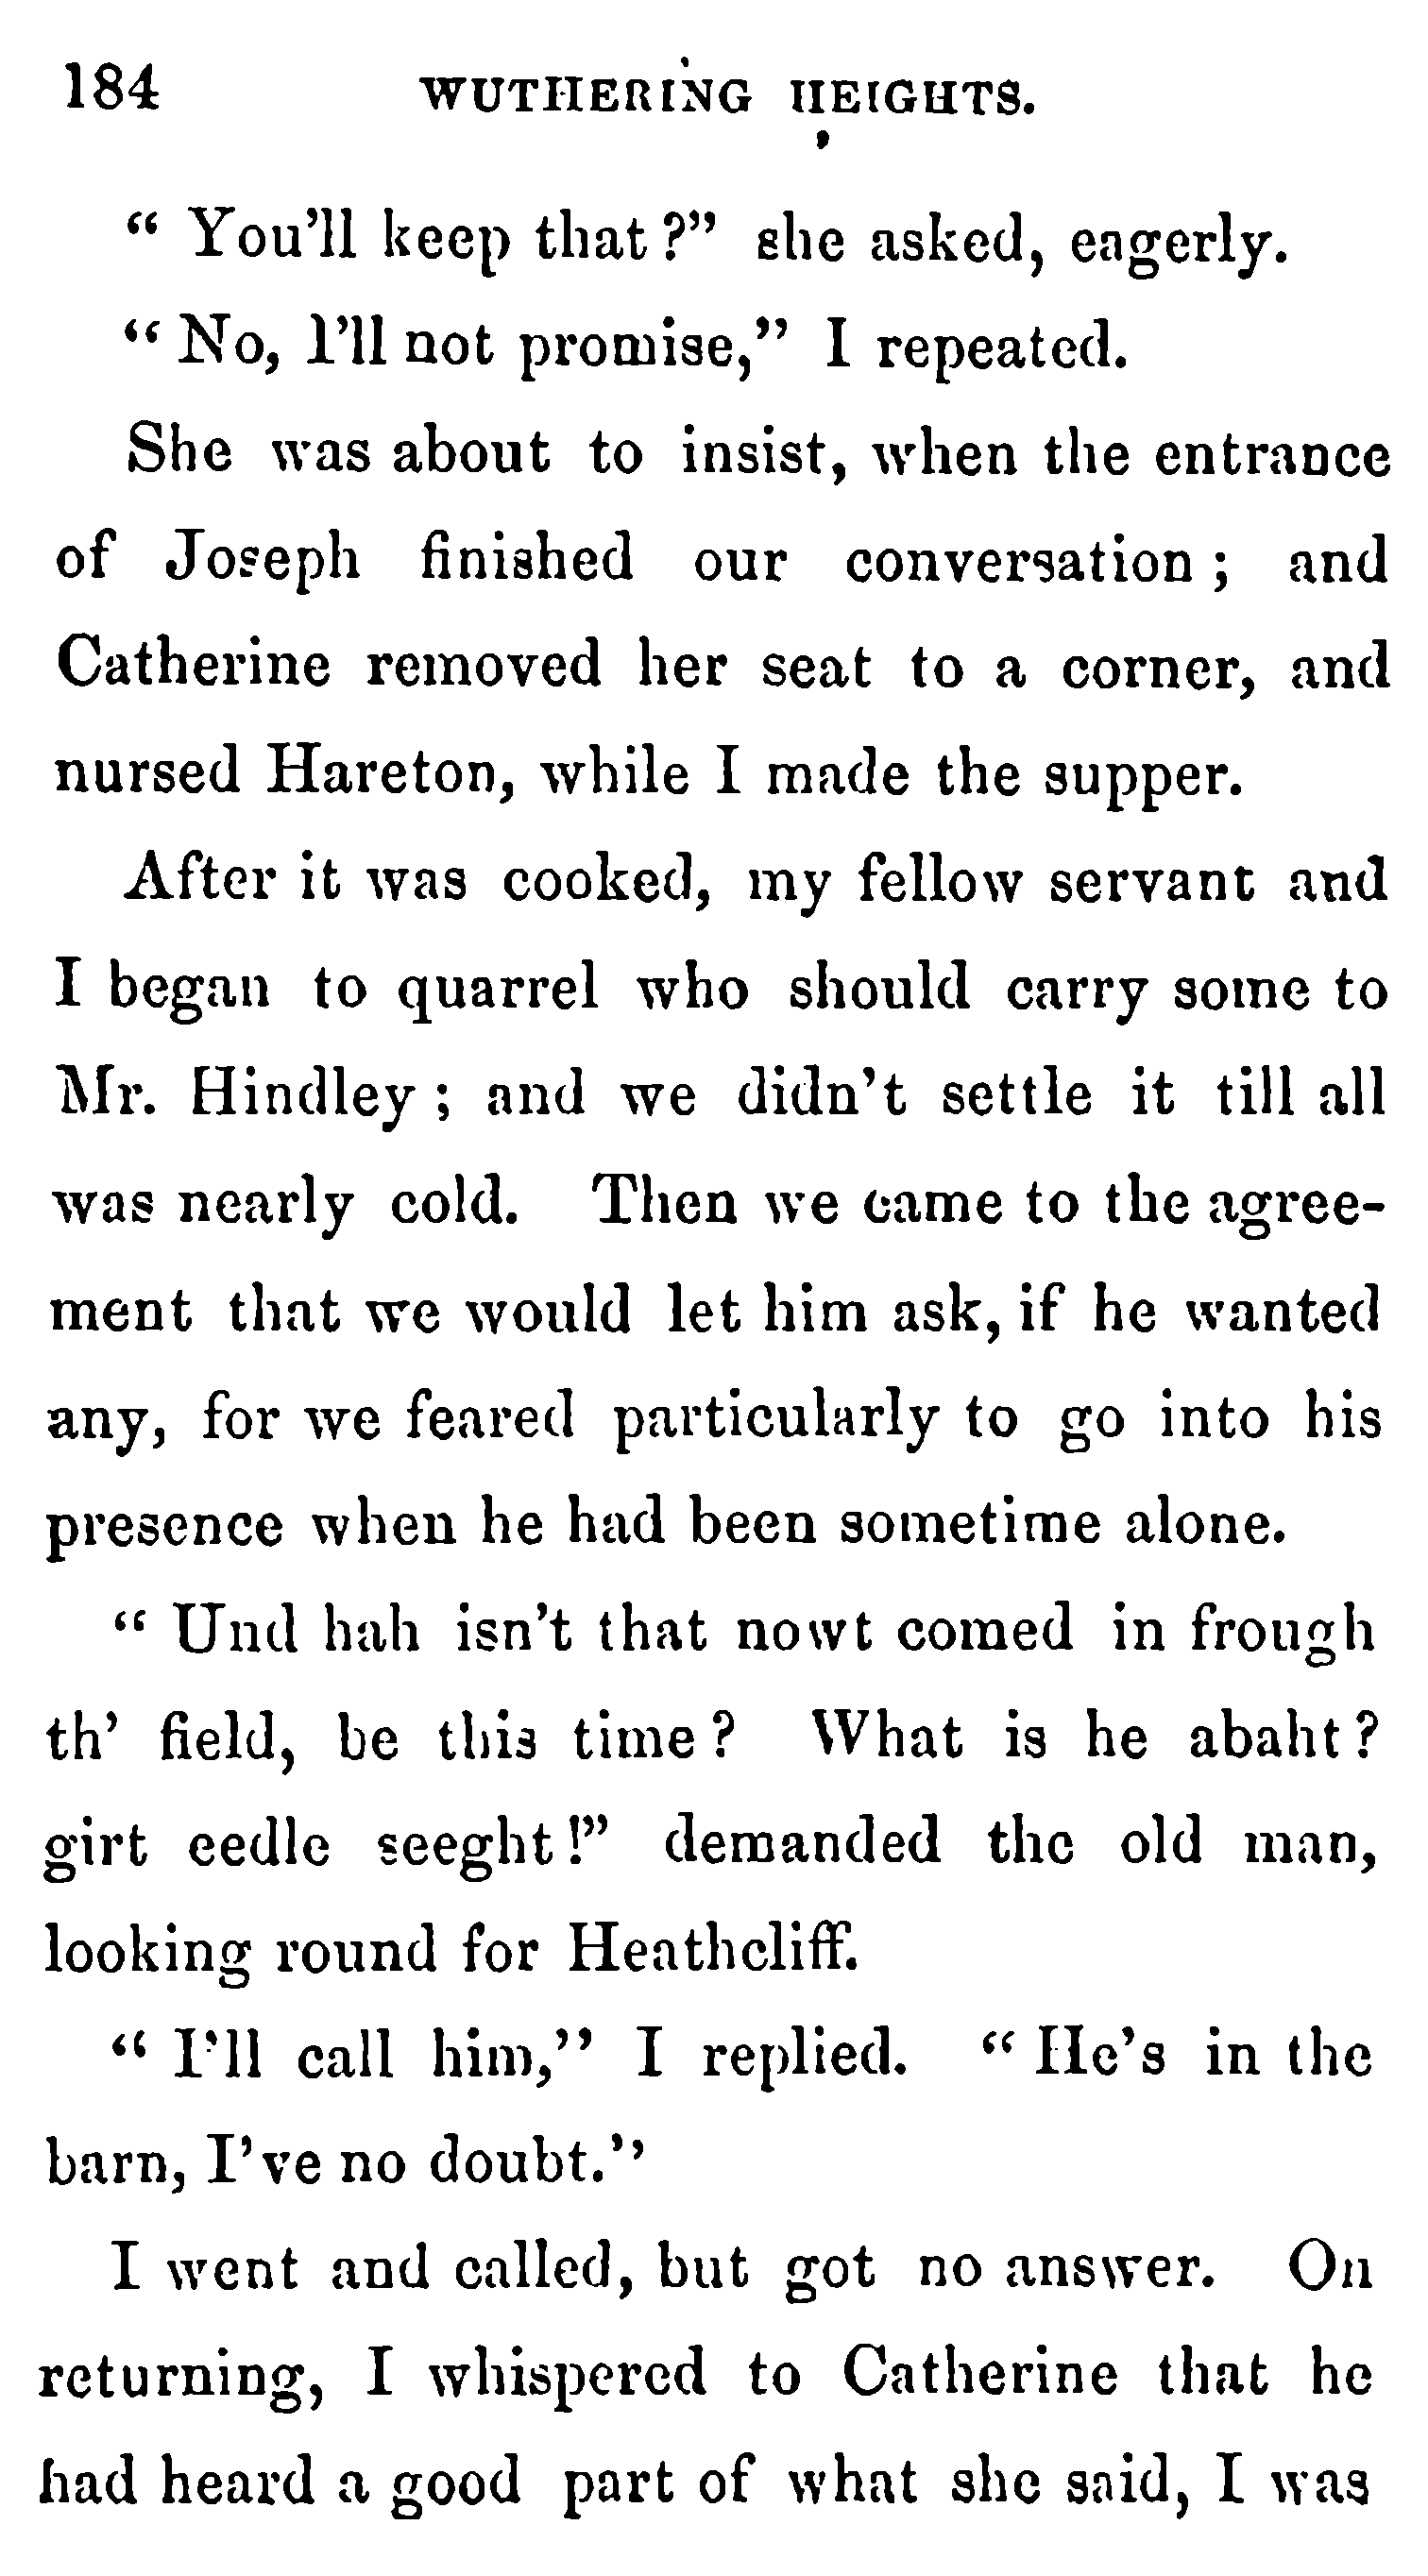 184 WUTHERING HEIGHTS.
“ You’ll keep that?” she asked, eagerly.
“ No, I’ll not promise,” I repeated.
She was about to insist, when the entrance
of Joseph finished our conversation ; and
Catherine removed her seat to a corner, and
nursed Hareton, while I made the supper.
After it was cooked, my fellow servant and
I began to quarrel who should carry some to
Mr. Hindley ; and we didn’t settle it till all
was nearly cold. Then we came to the agree-
ment that we would let him ask, if he wanted
any, for we feared particularly to go into his
presence when he had been sometime alone.
“ Und hah isn’t that nowt comed in frough
th’ field, be this time? What is he abaht?
girt eedle seeght!” demanded the old man,
looking round for Heathcliff.
“ I’ll call him,” I replied. “ He’s in the
barn, I’ve no doubt.”
I went and called, but got no answer. On
returning, I whispered to Catherine that he
had heard a good part of what she said, I was